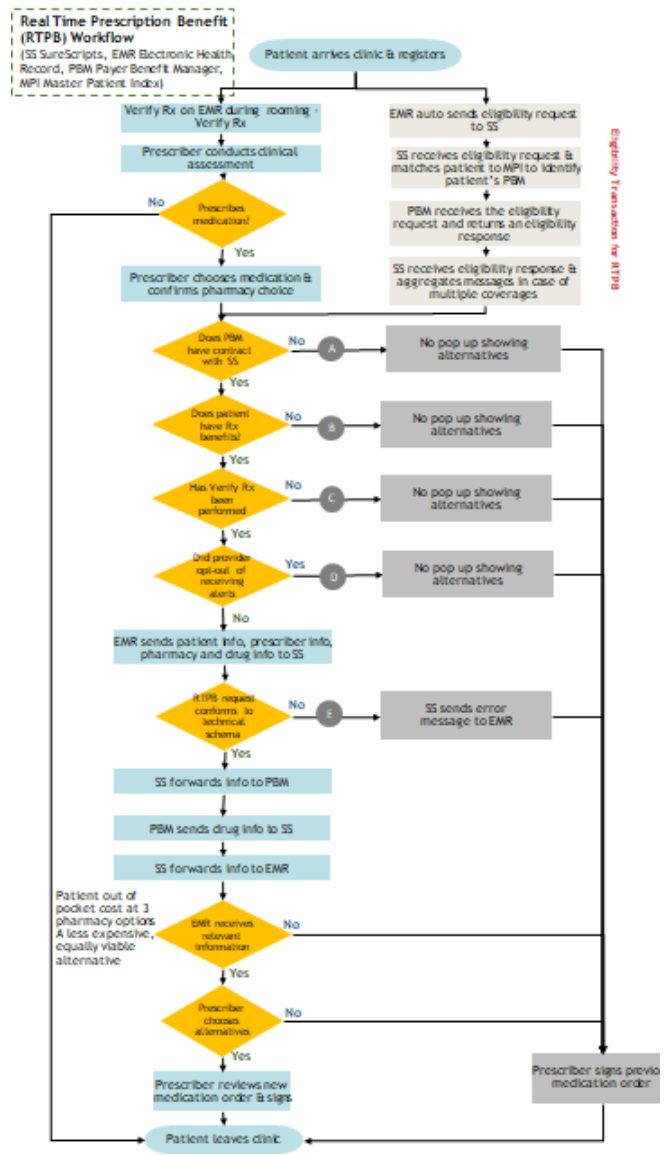 Real Time Prescription Benefit
(RTPB) Workflow
(SS SureScripts, EMR Electronic Health
Record, PBM Payer Benefit Manager,
MPI Master Patient Index)
Patient arrives clinic & registers
Verify Rx on EMR during rooming -
Verify Rx
EMR auto sends eligibility request
to SS
Eligibility Transaction for RTPB
Prescriber conducts clinical
assessment
SS receives eligibility request &
matches patient to MPI to identify
patient's PBM
No
Prescribes
medication?
Yes
PBM receives the eligibility
request and returns an eligibility
response
Prescriber chooses medication &
confirms pharmacy choice
SS receives eligibility response &
aggregates messages in case of
multiple coverages
Does PBM
have contract
with SS
No
A
No pop up showing
alternatives
Yes
Does patient
have Rx
benefits?
No
B
No pop up showing
alternatives
Yes
Has Verify Rx
been
performed
No
C
No pop up showing
alternatives
Yes
Did provider
opt-out of
receiving
alerts
Yes
D
No pop up showing
alternatives
No
EMR sends patient info, prescriber info,
pharmacy and drug info to SS
RTPB request
conforms to
technical
schema
No
E
SS sends error
message to EMR
Yes
SS forwards info to PBM
PBM sends drug info to SS
SS forwards info to EMR
Patient out of
pocket cost at 3
pharmacy options
A less expensive,
equally viable
alternative
EMR receives
relevant
information
No
Yes
Prescriber
chooses
alternatives
No
Yes
Prescriber reviews new
medication order & signs
Prescriber signs previo
medication order
Patient leaves clinic